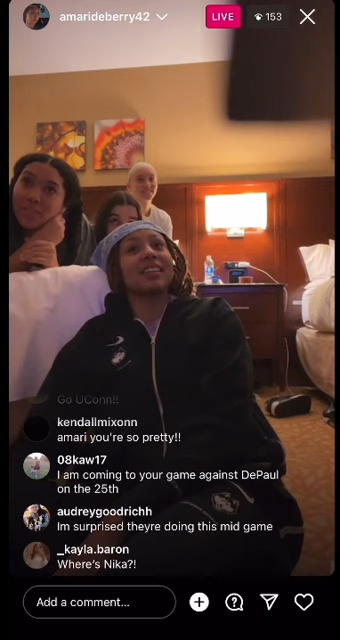 amarideberry42
LIVE
153
Go UConn!!
kendallmixonn
amari you're so pretty!!
08kaw17
I am coming to your game against DePaul
on the 25th
audreygoodrichh
Im surprised theyre doing this mid game
_kayla.baron
Where's Nika?!
Add a comment...